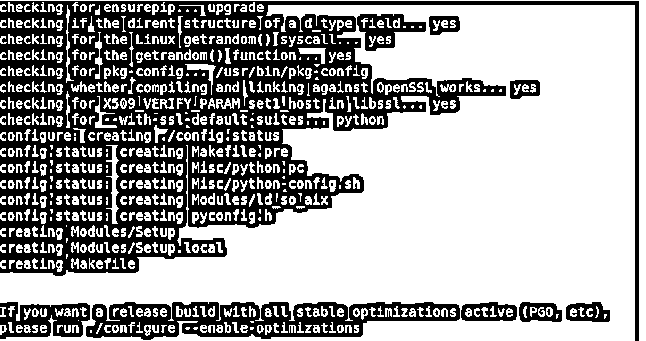 checking for ensurepip... upgrade
checking if the dirent structure of a d_type field... yes
checking for the Linux getrandom() syscall... yes
checking for the getrandom() function... yes
checking for pkg-config... /usr/bin/pkg-config
checking whether compiling and linking against OpenSSL works... yes
checking for X509_VERIFY_PARAM_set1_host in libssl... yes
checking for --with-ssl-default-suites... python
configure: creating ./config.status
config.status: creating Makefile.pre
config.status: creating Misc/python.pc
config.status: creating Misc/python-config.sh
config.status: creating Modules/ld_so_aix
config.status: creating pyconfig.h
creating Modules/Setup
creating Modules/Setup.local
creating Makefile
If you want a release build with all stable optimizations active (PGO, etc),
please run ./configure --enable-optimizations